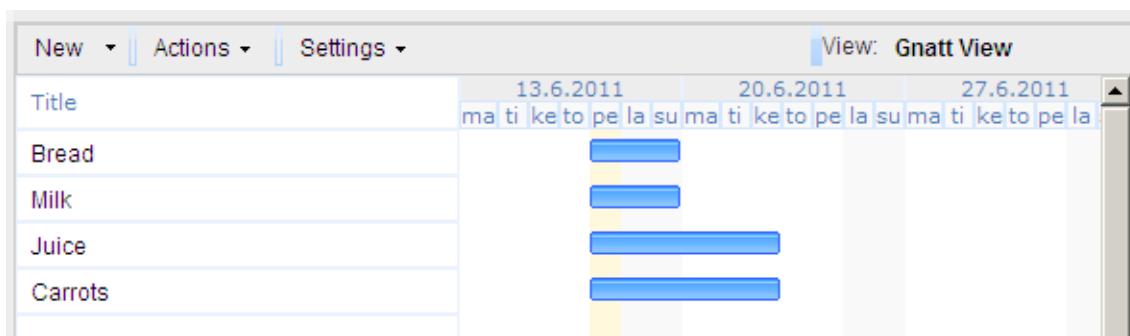 New Actions Settings View: Gnatt View
Title 13.6.2011 20.6.2011 27.6.2011
ma ti ke to pe la su ma ti ke to pe la su ma ti ke to pe la
Bread
Milk
Juice
Carrots